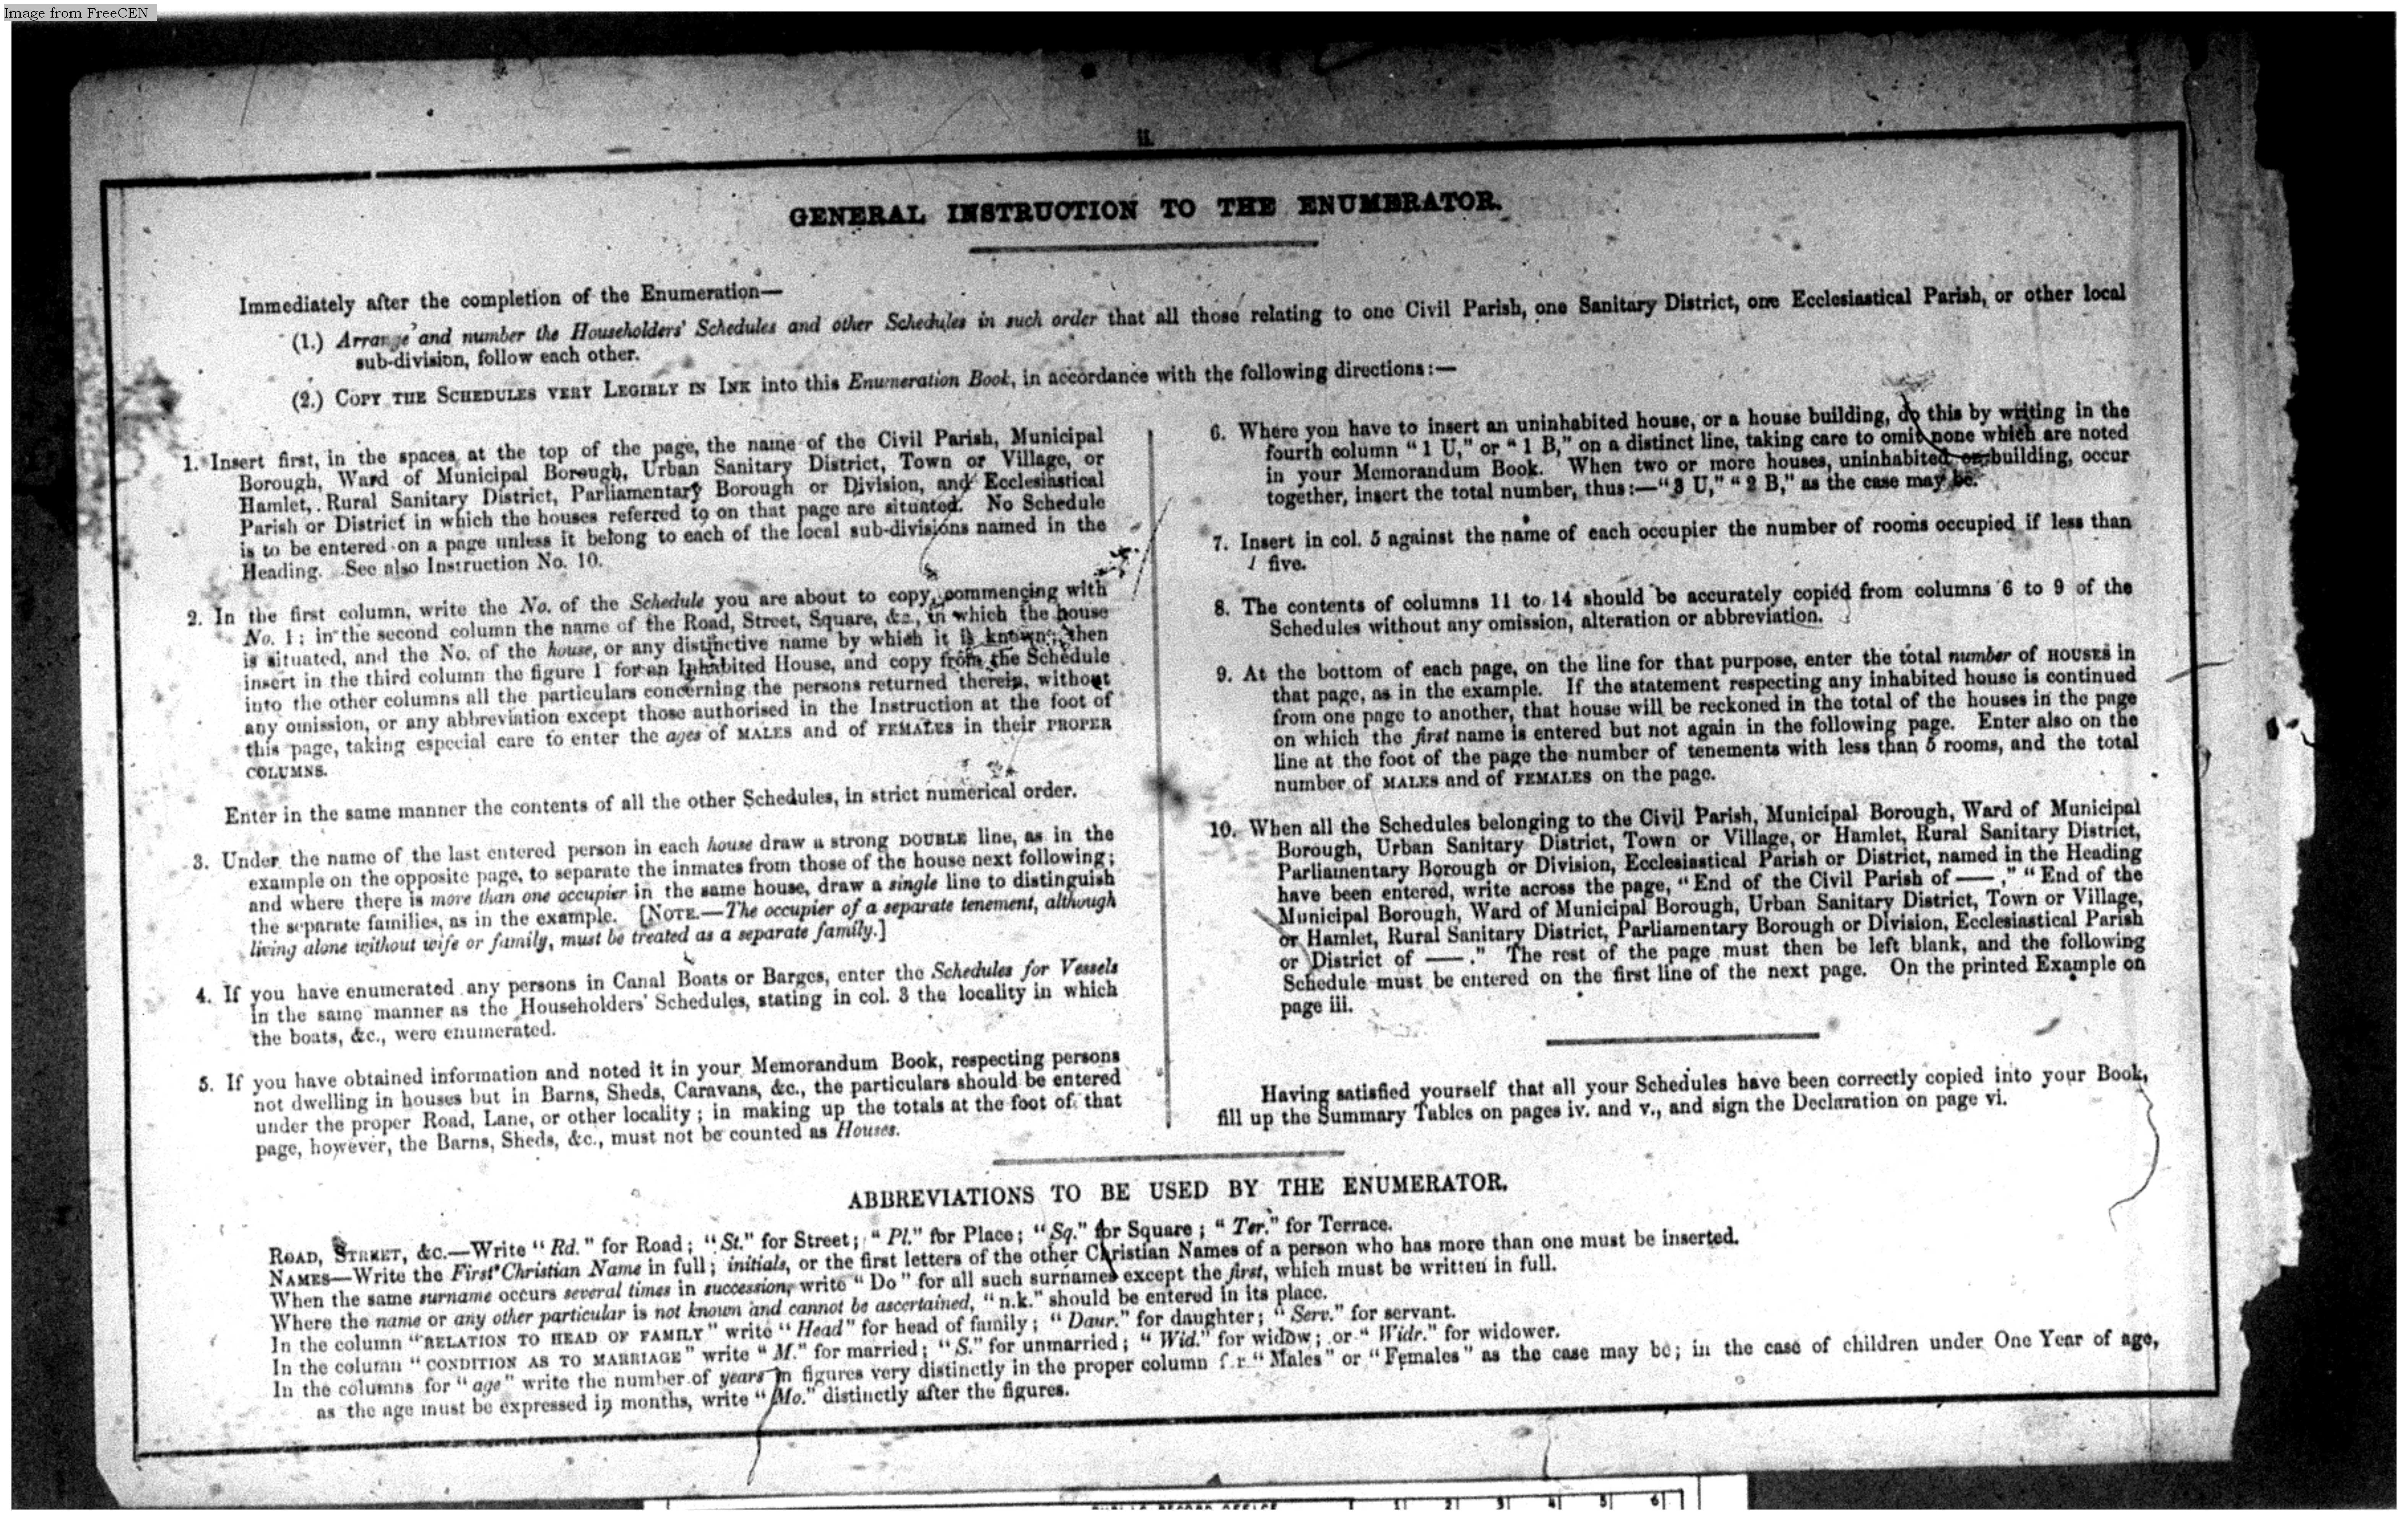 Image from FreeCEN
ii.
GENERAL INSTRUCTION TO THE ENUMERATOR.
Immediately after the completion of the Enumeration—
(1.) Arrange and number the Householders' Schedules and other Schedules in such order that all those relating to one Civil Parish, one Sanitary District, one Ecclesiastical Parish, or other local
sub-division, follow each other.
(2.) COPY THE SCHEDULES VERY LEGIBLY IN INK into this Enumeration Book, in accordance with the following directions:—
1. Insert first, in the spaces at the top of the page, the name of the Civil Parish, Municipal
Borough, Ward of Municipal Borough, Urban Sanitary District, Town or Village, or
Hamlet, Rural Sanitary District, Parliamentary Borough or Division, and Ecclesiastical
Parish or District in which the houses referred to on that page are situated. No Schedule
is to be entered on a page unless it belong to each of the local sub-divisions named in the
Heading. See also Instruction No. 10.
2. In the first column, write the No. of the Schedule you are about to copy, commencing with
No. 1; in the second column the name of the Road, Street, Square, &c., in which the house
is situated, and the No. of the house, or any distinctive name by which it is known; then
insert in the third column the figure 1 for an Inhabited House, and copy from the Schedule
into the other columns all the particulars concerning the persons returned therein, without
any omission, or any abbreviation except those authorised in the Instruction at the foot of
this page, taking especial care to enter the ages of MALES and of FEMALES in their PROPER
COLUMNS.
Enter in the same manner the contents of all the other Schedules, in strict numerical order.
3. Under the name of the last entered person in each house draw a strong DOUBLE line, as in the
example on the opposite page, to separate the inmates from those of the house next following;
and where there is more than one occupier in the same house, draw a single line to distinguish
the separate families, as in the example. [NOTE.—The occupier of a separate tenement, although
living alone without wife or family, must be treated as a separate family.]
4. If you have enumerated any persons in Canal Boats or Barges, enter the Schedules for Vessels
in the same manner as the Householders' Schedules, stating in col. 3 the locality in which
the boats, &c., were enumerated.
5. If you have obtained information and noted it in your Memorandum Book, respecting persons
not dwelling in houses but in Barns, Sheds, Caravans, &c., the particulars should be entered
under the proper Road, Lane, or other locality; in making up the totals at the foot of that
page, however, the Barns, Sheds, &c., must not be counted as Houses.
6. Where you have to insert an uninhabited house, or a house building, do this by writing in the
fourth column "1 U," or "1 B," on a distinct line, taking care to omit none which are noted
in your Memorandum Book. When two or more houses, uninhabited or building, occur
together, insert the total number, thus:—"3 U," "2 B," as the case may be.
7. Insert in col. 5 against the name of each occupier the number of rooms occupied if less than
five.
8. The contents of columns 11 to 14 should be accurately copied from columns 6 to 9 of the
Schedules without any omission, alteration or abbreviation.
9. At the bottom of each page, on the line for that purpose, enter the total number of HOUSES in
that page, as in the example. If the statement respecting any inhabited house is continued
from one page to another, that house will be reckoned in the total of the houses in the page
on which the first name is entered but not again in the following page. Enter also on the
line at the foot of the page the number of tenements with less than 5 rooms, and the total
number of MALES and of FEMALES on the page.
10. When all the Schedules belonging to the Civil Parish, Municipal Borough, Ward of Municipal
Borough, Urban Sanitary District, Town or Village, or Hamlet, Rural Sanitary District,
Parliamentary Borough or Division, Ecclesiastical Parish or District, named in the Heading
have been entered, write across the page, "End of the Civil Parish of ——," "End of the
Municipal Borough, Ward of Municipal Borough, Urban Sanitary District, Town or Village,
or Hamlet, Rural Sanitary District, Parliamentary Borough or Division, Ecclesiastical Parish
or District of ——." The rest of the page must then be left blank, and the following
Schedule must be entered on the first line of the next page. On the printed Example on
page iii.
Having satisfied yourself that all your Schedules have been correctly copied into your Book,
fill up the Summary Tables on pages iv. and v., and sign the Declaration on page vi.
ABBREVIATIONS TO BE USED BY THE ENUMERATOR.
ROAD, STREET, &c.—Write "Rd." for Road; "St." for Street; "Pl." for Place; "Sq." for Square; "Ter." for Terrace.
NAMES—Write the First Christian Name in full; initials, or the first letters of the other Christian Names of a person who has more than one must be inserted.
When the same surname occurs several times in succession, write "Do" for all such surnames except the first, which must be written in full.
Where the name or any other particular is not known and cannot be ascertained, "n.k." should be entered in its place.
In the column "RELATION TO HEAD OF FAMILY" write "Head" for head of family; "Daur." for daughter; "Serv." for servant.
In the column "CONDITION AS TO MARRIAGE" write "M." for married; "S." for unmarried; "Wid." for widow; or "Widr." for widower.
In the columns for "age" write the number of years in figures very distinctly in the proper column for "Males" or "Females" as the case may be; in the case of children under One Year of age,
as the age must be expressed in months, write "Mo." distinctly after the figures.
PUBLIC RECORD OFFICE 1 2 3 4 5 6